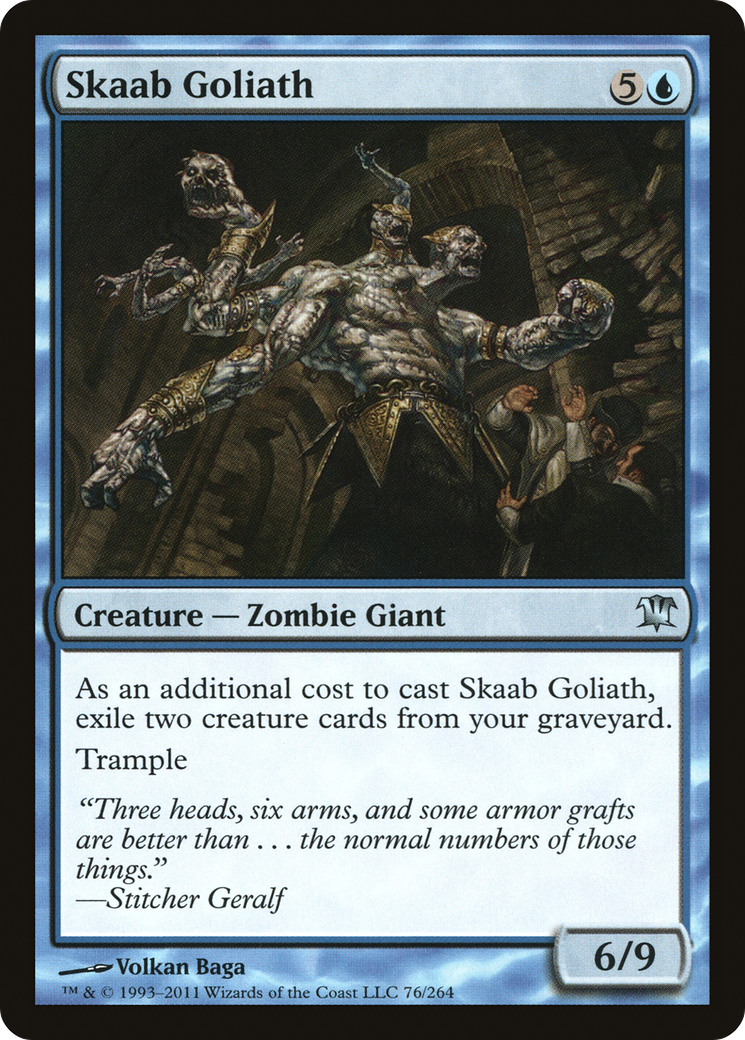 Skaab Goliath 5
Creature — Zombie Giant
As an additional cost to cast Skaab Goliath,
exile two creature cards from your graveyard.
Trample
“Three heads, six arms, and some armor grafts
are better than . . . the normal numbers of those
things.”
—Stitcher Geralf
6/9
Volkan Baga
™ & © 1993–2011 Wizards of the Coast LLC 76/264